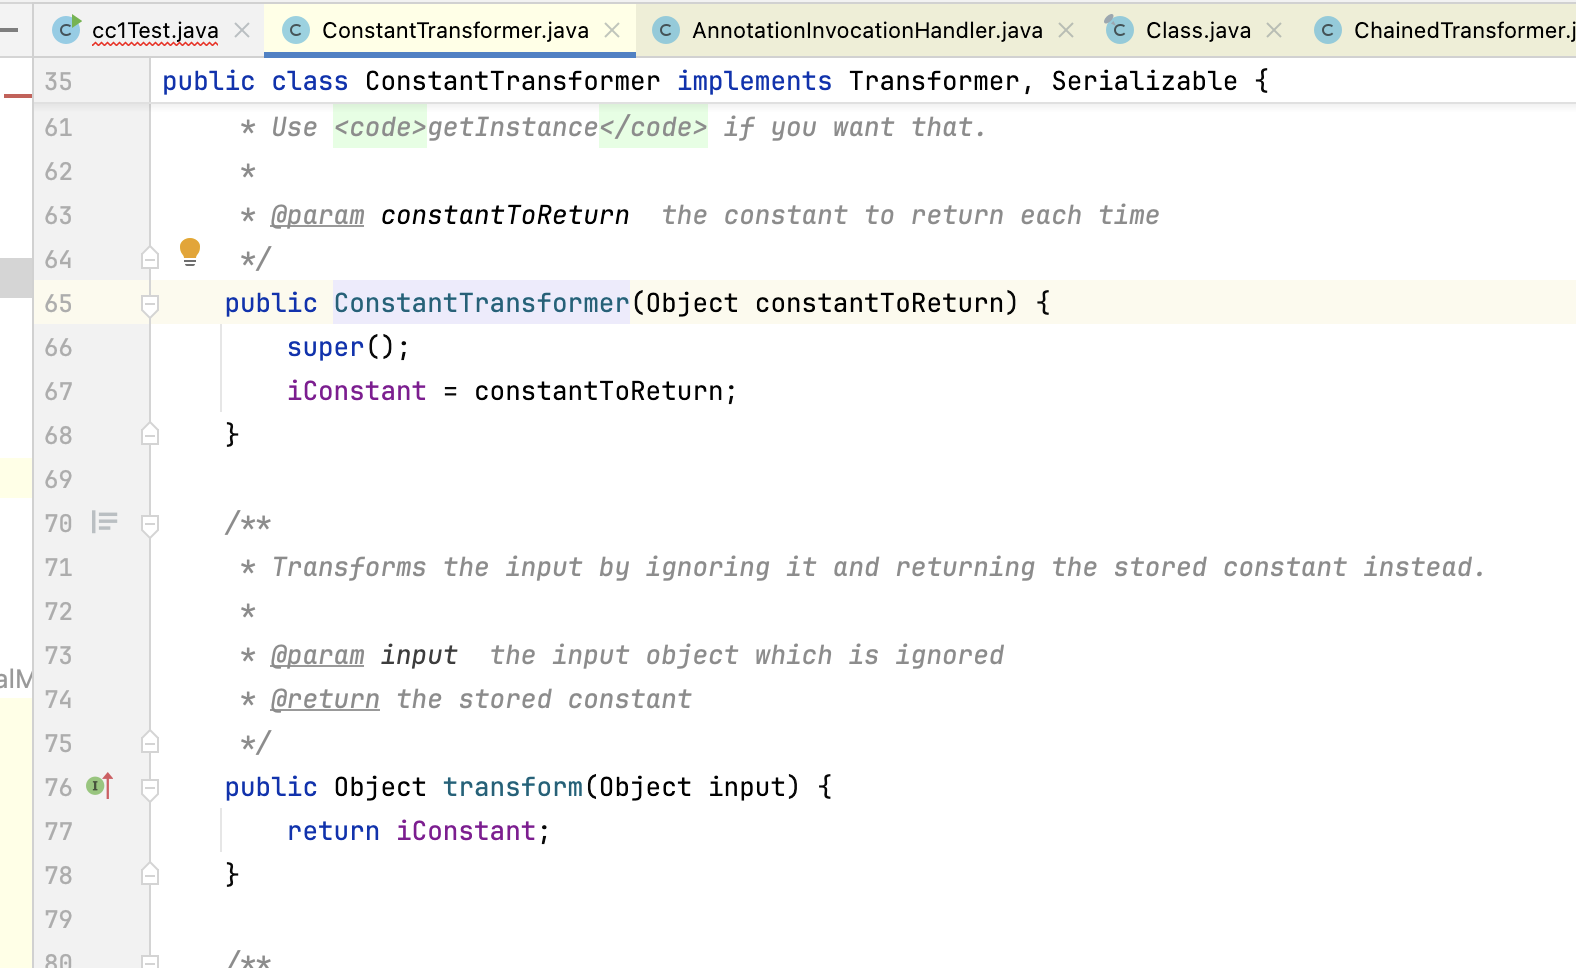 cc1Test.java ConstantTransformer.java AnnotationInvocationHandler.java Class.java ChainedTransformer.j
35 public class ConstantTransformer implements Transformer, Serializable {
61 * Use <code>getInstance</code> if you want that.
62 *
63 * @param constantToReturn  the constant to return each time
64 */
65 public ConstantTransformer(Object constantToReturn) {
66 super();
67 iConstant = constantToReturn;
68 }
69
70 /**
71 * Transforms the input by ignoring it and returning the stored constant instead.
72 *
73 * @param input  the input object which is ignored
alM
74 * @return the stored constant
75 */
76 public Object transform(Object input) {
77 return iConstant;
78 }
79
80 /**